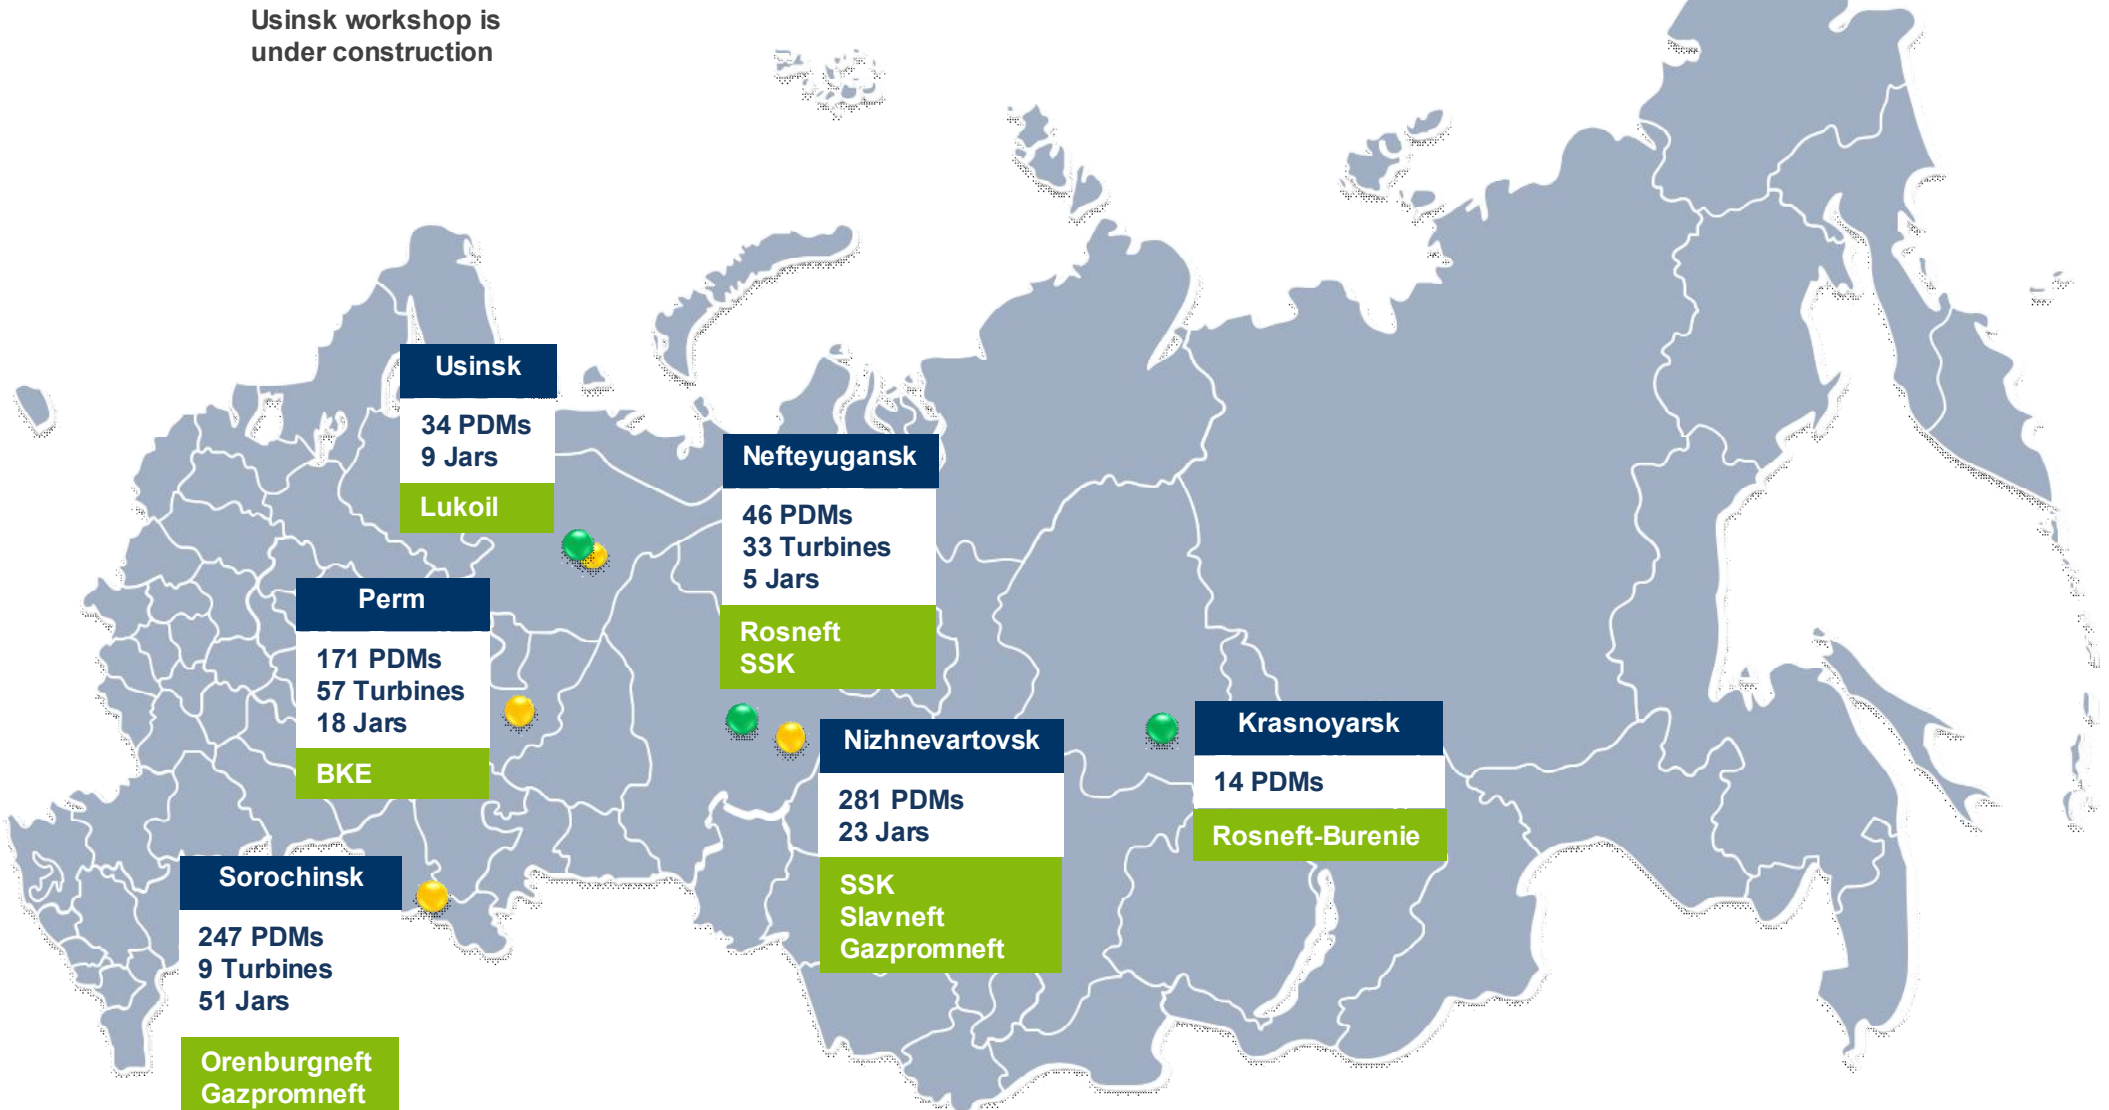 Usinsk workshop is
under construction
Usinsk
34 PDMs
9 Jars
Lukoil
Nefteyugansk
46 PDMs
33 Turbines
5 Jars
Rosneft
SSK
Perm
171 PDMs
57 Turbines
18 Jars
BKE
Nizhnevartovsk
281 PDMs
23 Jars
SSK
Slavneft
Gazpromneft
Krasnoyarsk
14 PDMs
Rosneft-Burenie
Sorochinsk
247 PDMs
9 Turbines
51 Jars
Orenburgneft
Gazpromneft